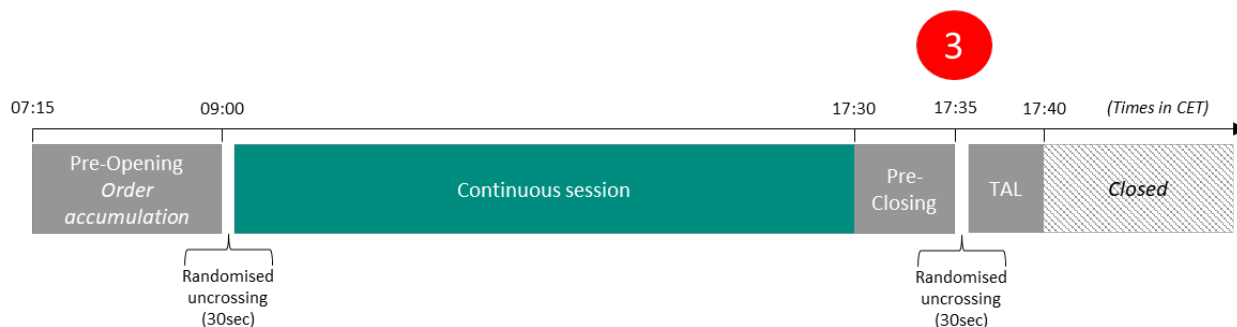 3
07:15
09:00
17:30
17:35
17:40
(Times in CET)
Pre-Opening
Order
accumulation
Continuous session
Pre-
Closing
TAL
Closed
Randomised
uncrossing
(30sec)
Randomised
uncrossing
(30sec)